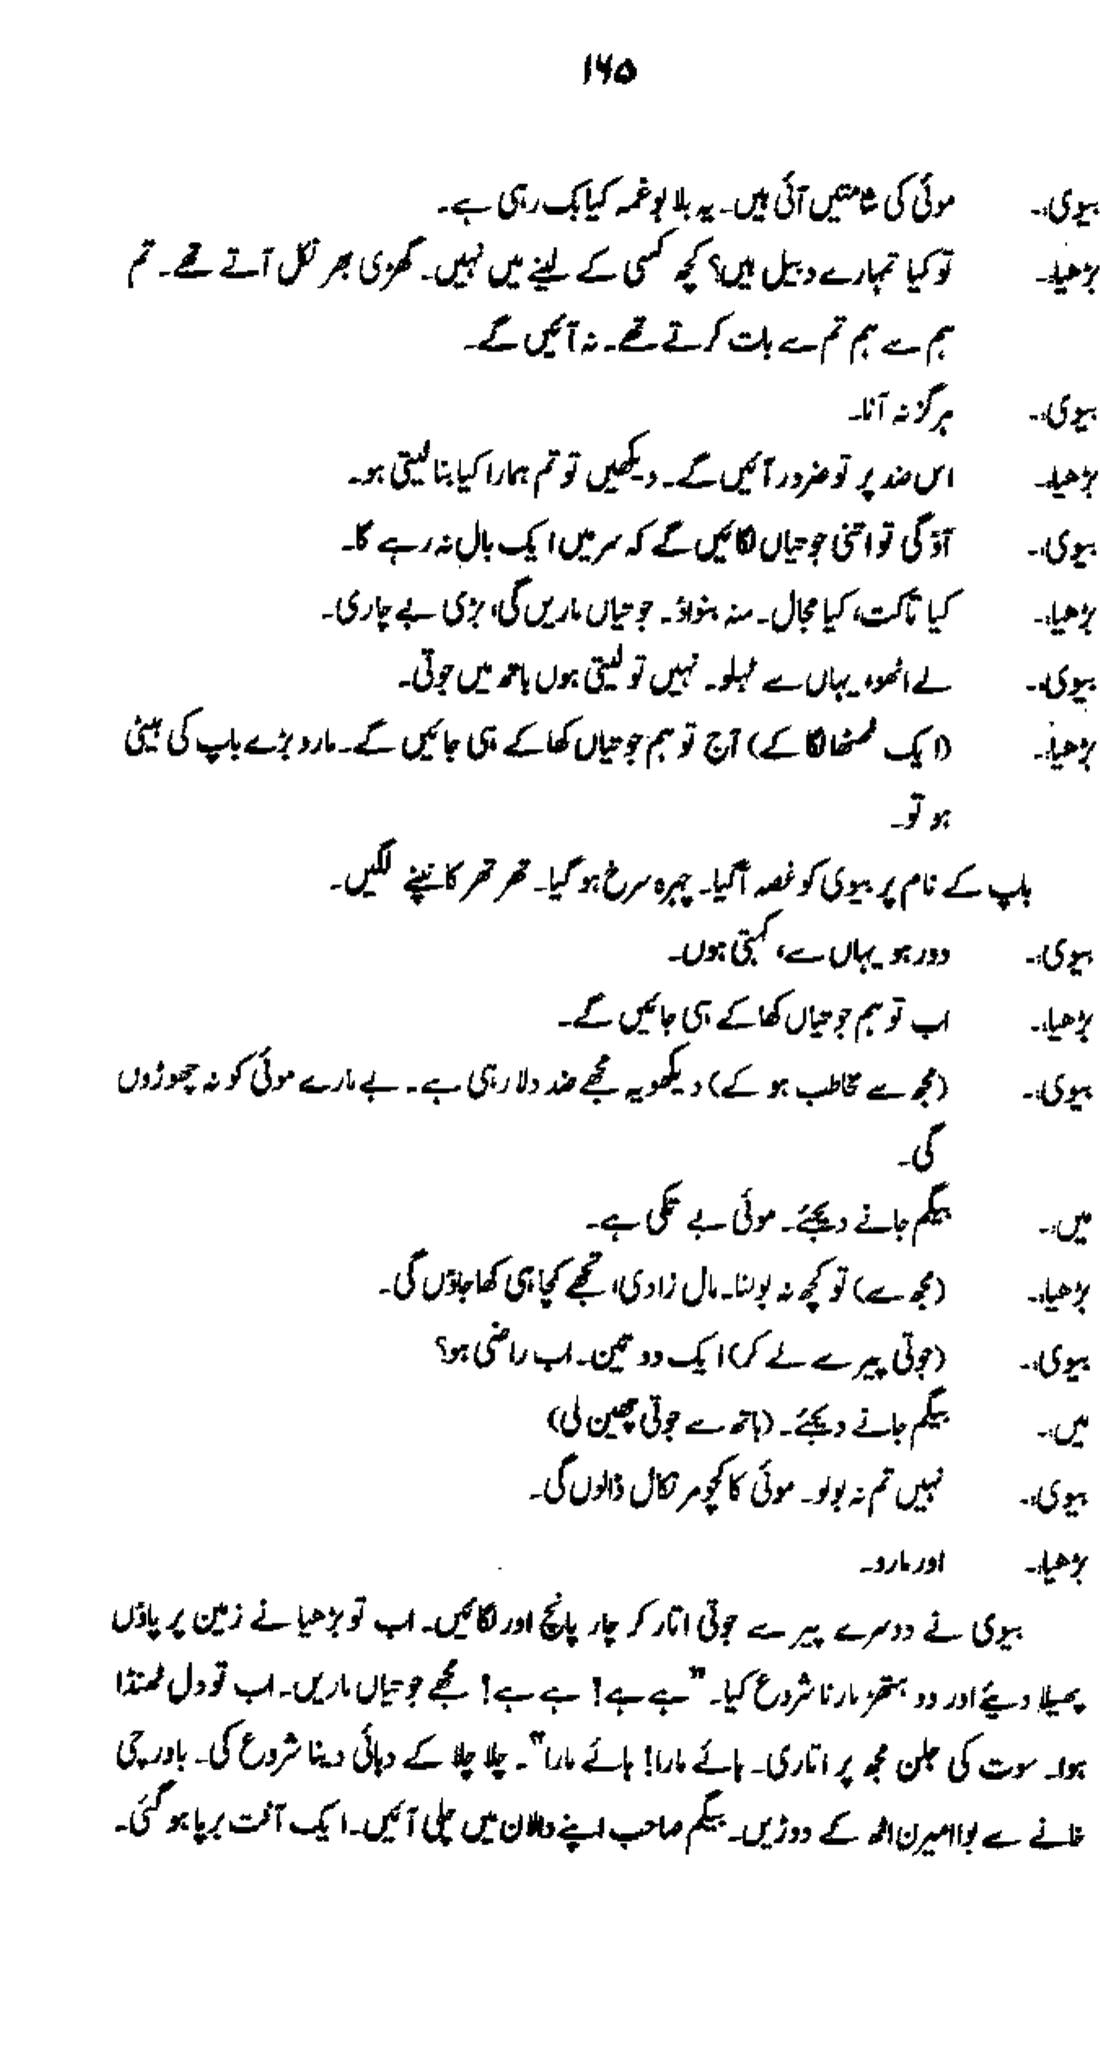 ۱۶۵
بیوی:۔ موئی کی شامتیں آئی ہیں۔ یہ بلا بوغمہ کیا بک رہی ہے۔
بڑھیا:۔ تو کیا تمہارے دبیل ہیں؟ کچھ کسی کے لینے میں نہیں۔ گھڑی بھر نکل آتے تھے۔ تم
ہم سے ہم تم سے بات کرتے تھے۔ نہ آئیں گے۔
بیوی:۔ ہرگز نہ آنا۔
بڑھیا:۔ اس ضد پر تو ضرور آئیں گے۔ دیکھیں تو تم ہمارا کیا بنا لیتی ہو۔
بیوی:۔ آؤ گی تو اتنی جوتیاں لگائیں گے کہ سر میں ایک بال نہ رہے گا۔
بڑھیا:۔ کیا تاکت، کیا مجال۔ منہ بنواؤ۔ جوتیاں ماریں گی، بڑی بے چاری۔
بیوی:۔ لے اٹھو، یہاں سے ٹہلو۔ نہیں تو لیتی ہوں ہاتھ میں جوتی۔
بڑھیا:۔ (ایک ٹھٹھا لگا کے) آج تو ہم جوتیاں کھا کے ہی جائیں گے۔ مارو بڑے باپ کی بیٹی
ہو تو۔
باپ کے نام پر بیوی کو غصہ آگیا۔ چہرہ سرخ ہو گیا۔ تھر تھر کانپنے لگیں۔
بیوی:۔ دور ہو یہاں سے، کہتی ہوں۔
بڑھیا:۔ اب تو ہم جوتیاں کھا کے ہی جائیں گے۔
بیوی:۔ (مجھ سے مخاطب ہو کے) دیکھو یہ مجھے ضد دلا رہی ہے۔ بے مارے موئی کو نہ چھوڑوں
گی۔
میں:۔ بیگم جانے دیجئے۔ موئی بے تکی ہے۔
بڑھیا:۔ (مجھ سے) تو کچھ نہ بولنا۔ مال زادی، تجھے کچا ہی کھا جاؤں گی۔
بیوی:۔ (جوتی پیر سے لے کر) ایک دو تین۔ اب راضی ہو؟
میں:۔ بیگم جانے دیجئے۔ (ہاتھ سے جوتی چھین لی)
بیوی:۔ نہیں تم نہ بولو۔ موئی کا کچومر نکال ڈالوں گی۔
بڑھیا:۔ اور مارو۔
بیوی نے دوسرے پیر سے جوتی اتار کر چار پانچ اور لگائیں۔ اب تو بڑھیا نے زمین پر پاؤں
پھیلا دیئے اور دو ہتھڑ مارنا شروع کیا۔ "ہے ہے! ہے ہے! مجھے جوتیاں ماریں۔ اب تو دل ٹھنڈا
ہوا۔ سوت کی جلن مجھ پر اتاری۔ ہائے مارا! ہائے مارا"۔ چلا چلا کے دہائی دینا شروع کی۔ باورچی
خانے سے بوا امیرن اٹھ کے دوڑیں۔ بیگم صاحب اپنے دالان میں چلی آئیں۔ ایک آفت برپا ہو گئی۔